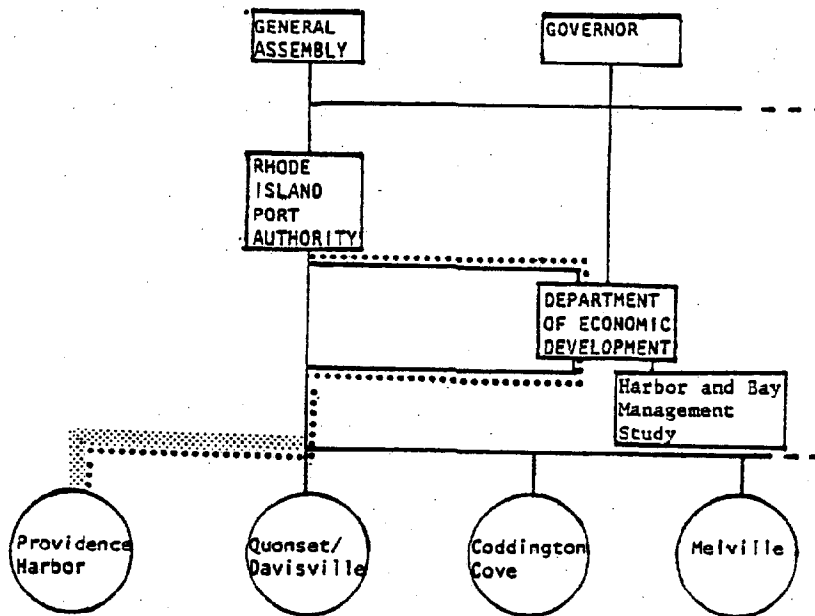 GENERAL
ASSEMBLY
GOVERNOR
RHODE
ISLAND
PORT
AUTHORITY
DEPARTMENT
OF ECONOMIC
DEVELOPMENT
Harbor and Bay
Management
Study
Providence
Harbor
Quonset/
Davisville
Coddington
Cove
Melville